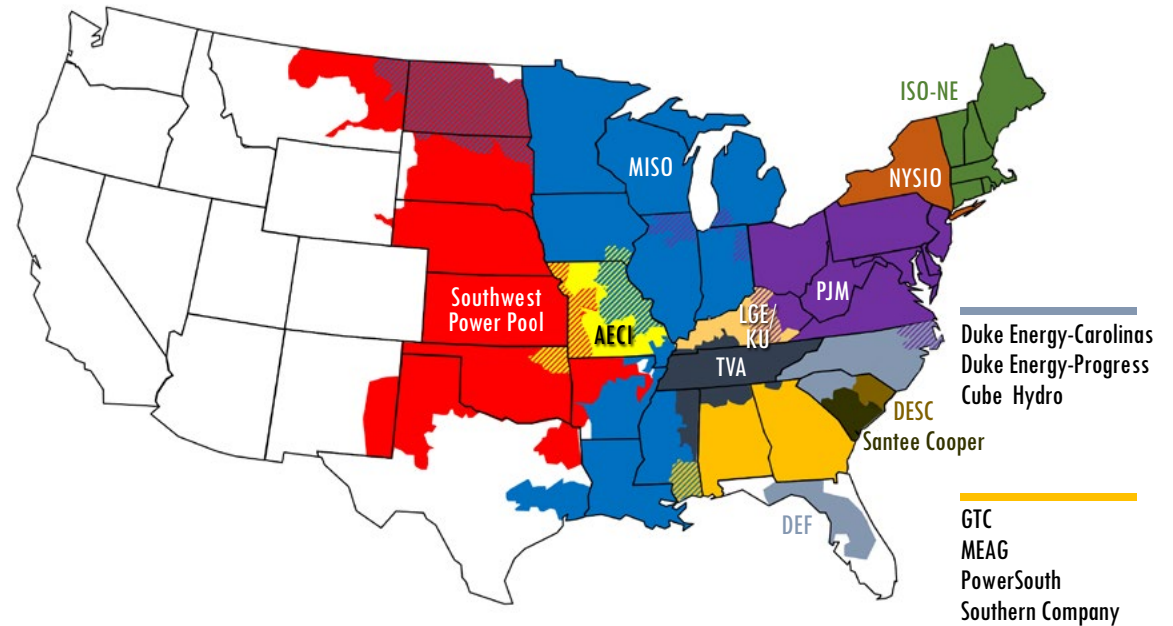 ISO-NE
MISO
NYSIO
Southwest
Power Pool
PJM
LGE/
KU
AECI
TVA
Duke Energy-Carolinas
Duke Energy-Progress
Cube Hydro
DESC
Santee Cooper
DEF
GTC
MEAG
PowerSouth
Southern Company